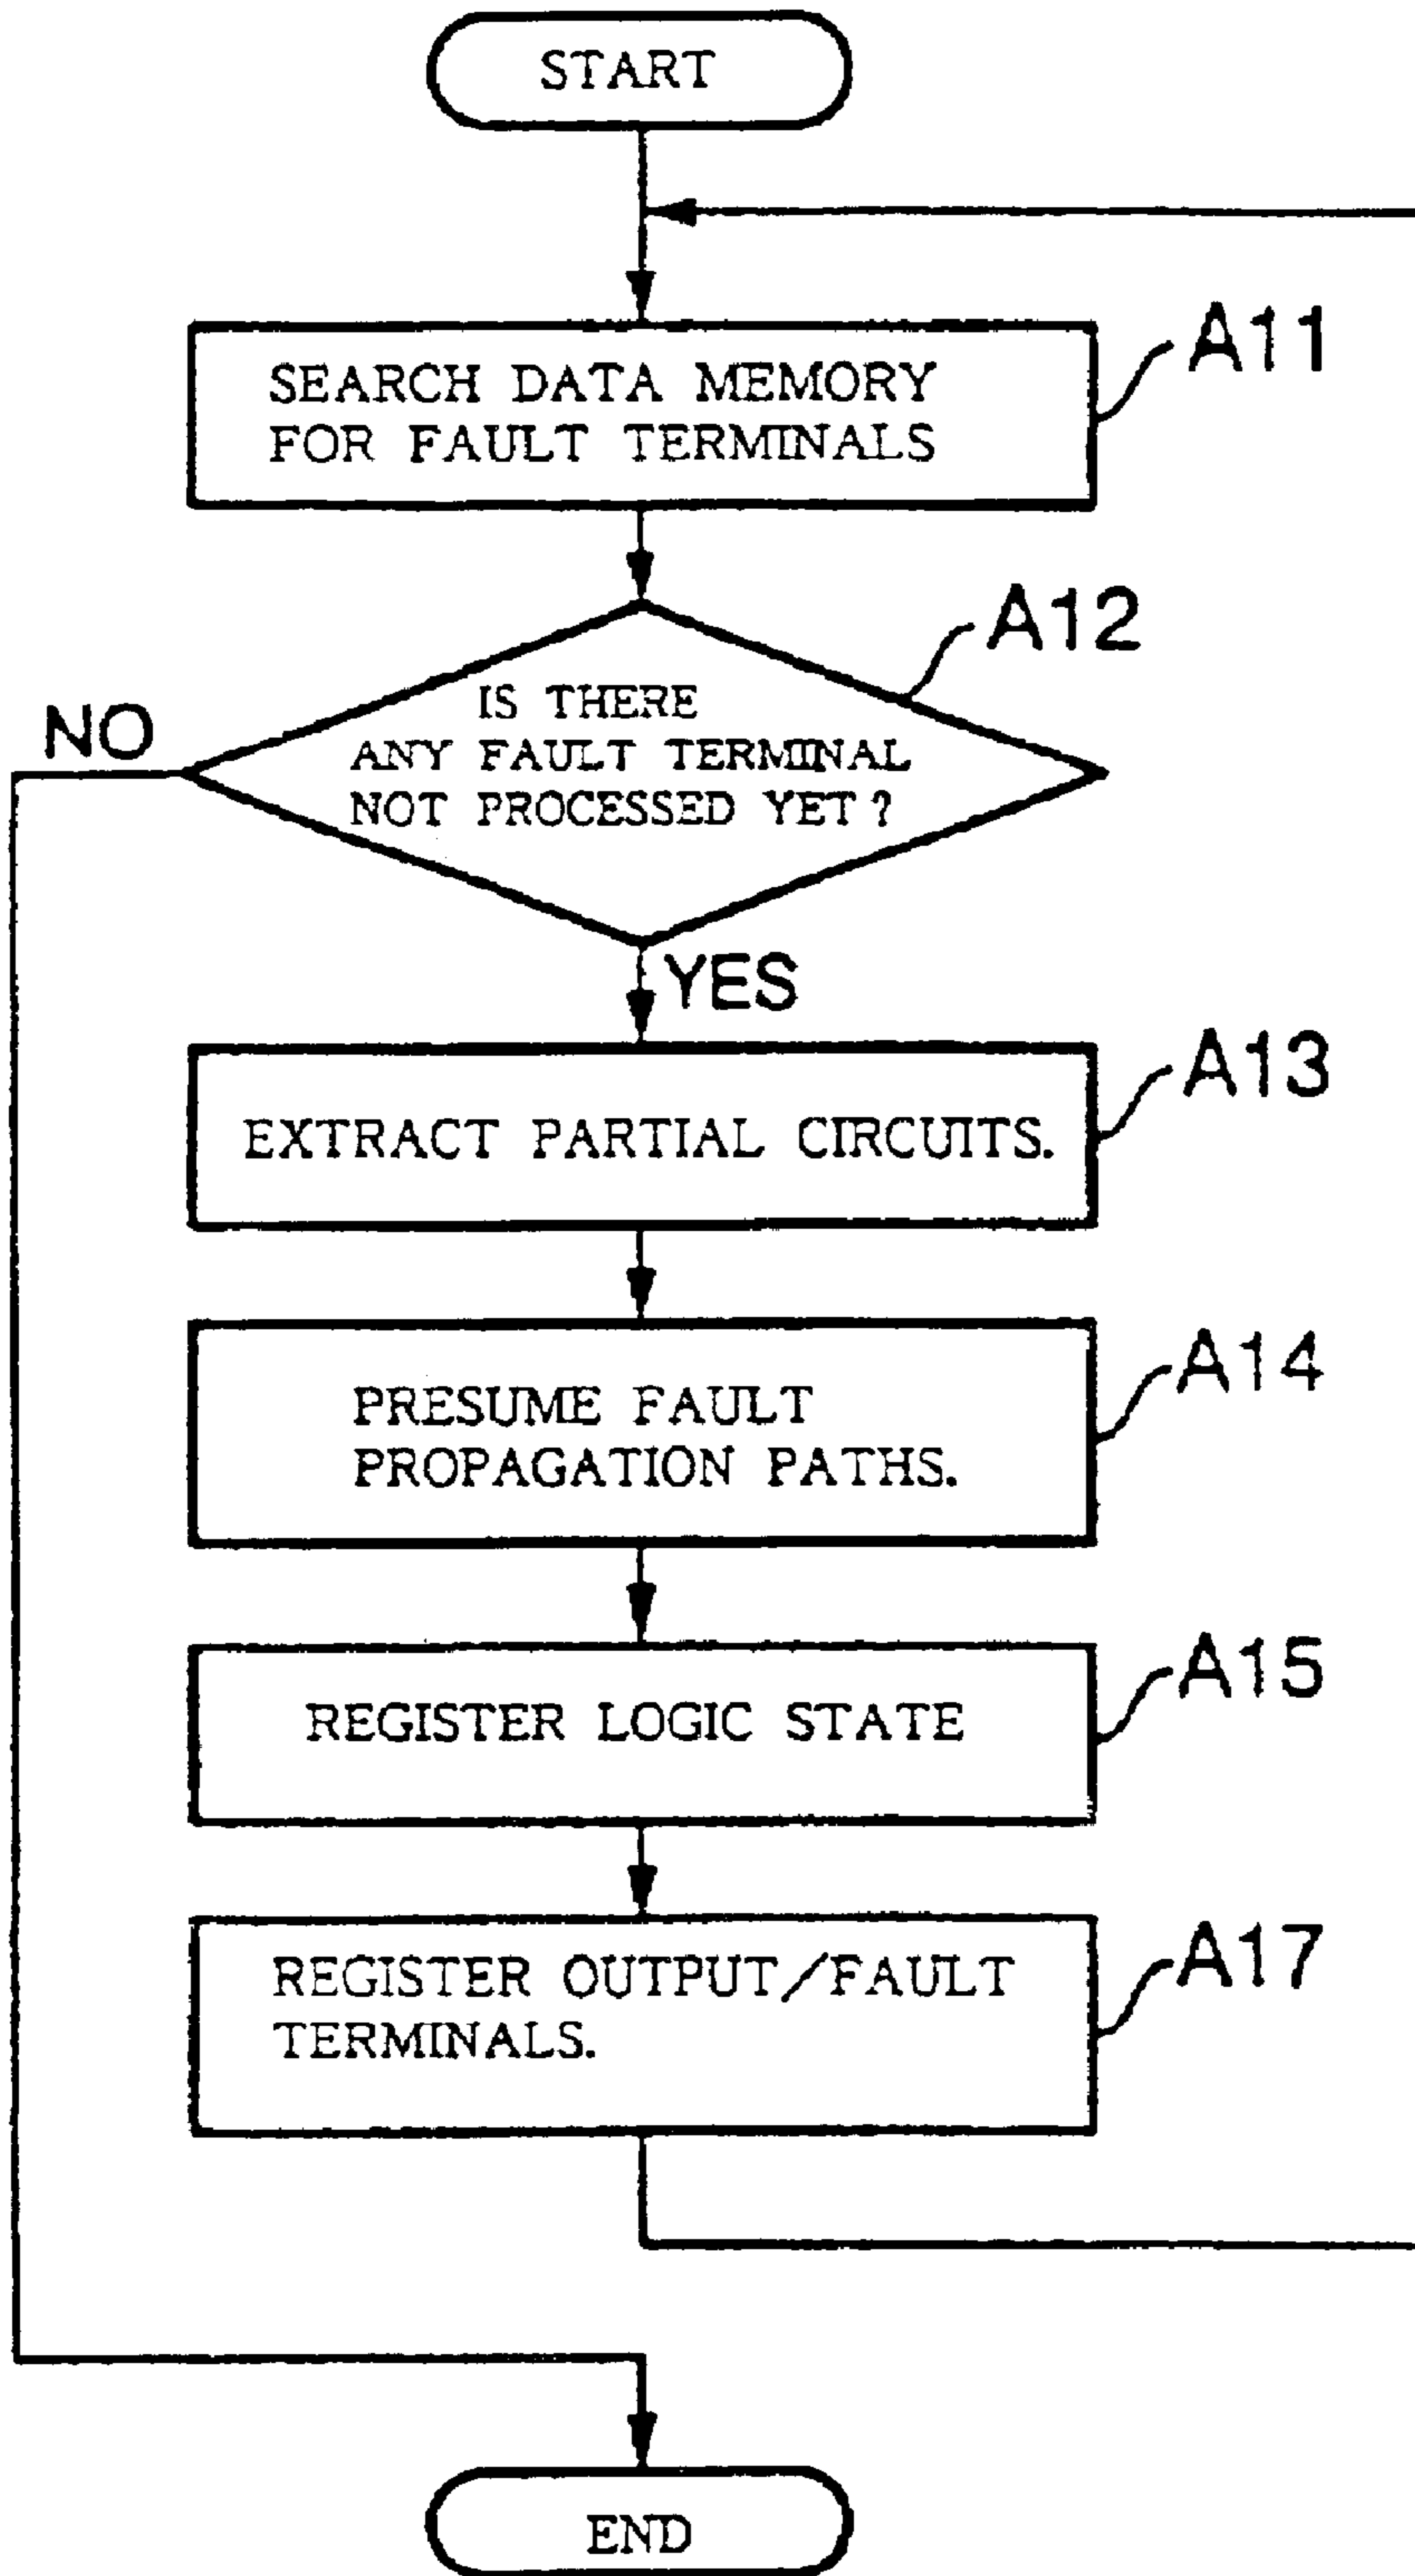 START
A11
SEARCH DATA MEMORY
FOR FAULT TERMINALS
A12
NO
IS THERE
ANY FAULT TERMINAL
NOT PROCESSED YET?
YES
A13
EXTRACT PARTIAL CIRCUITS.
A14
PRESUME FAULT
PROPAGATION PATHS.
A15
REGISTER LOGIC STATE
A17
REGISTER OUTPUT/FAULT
TERMINALS.
END